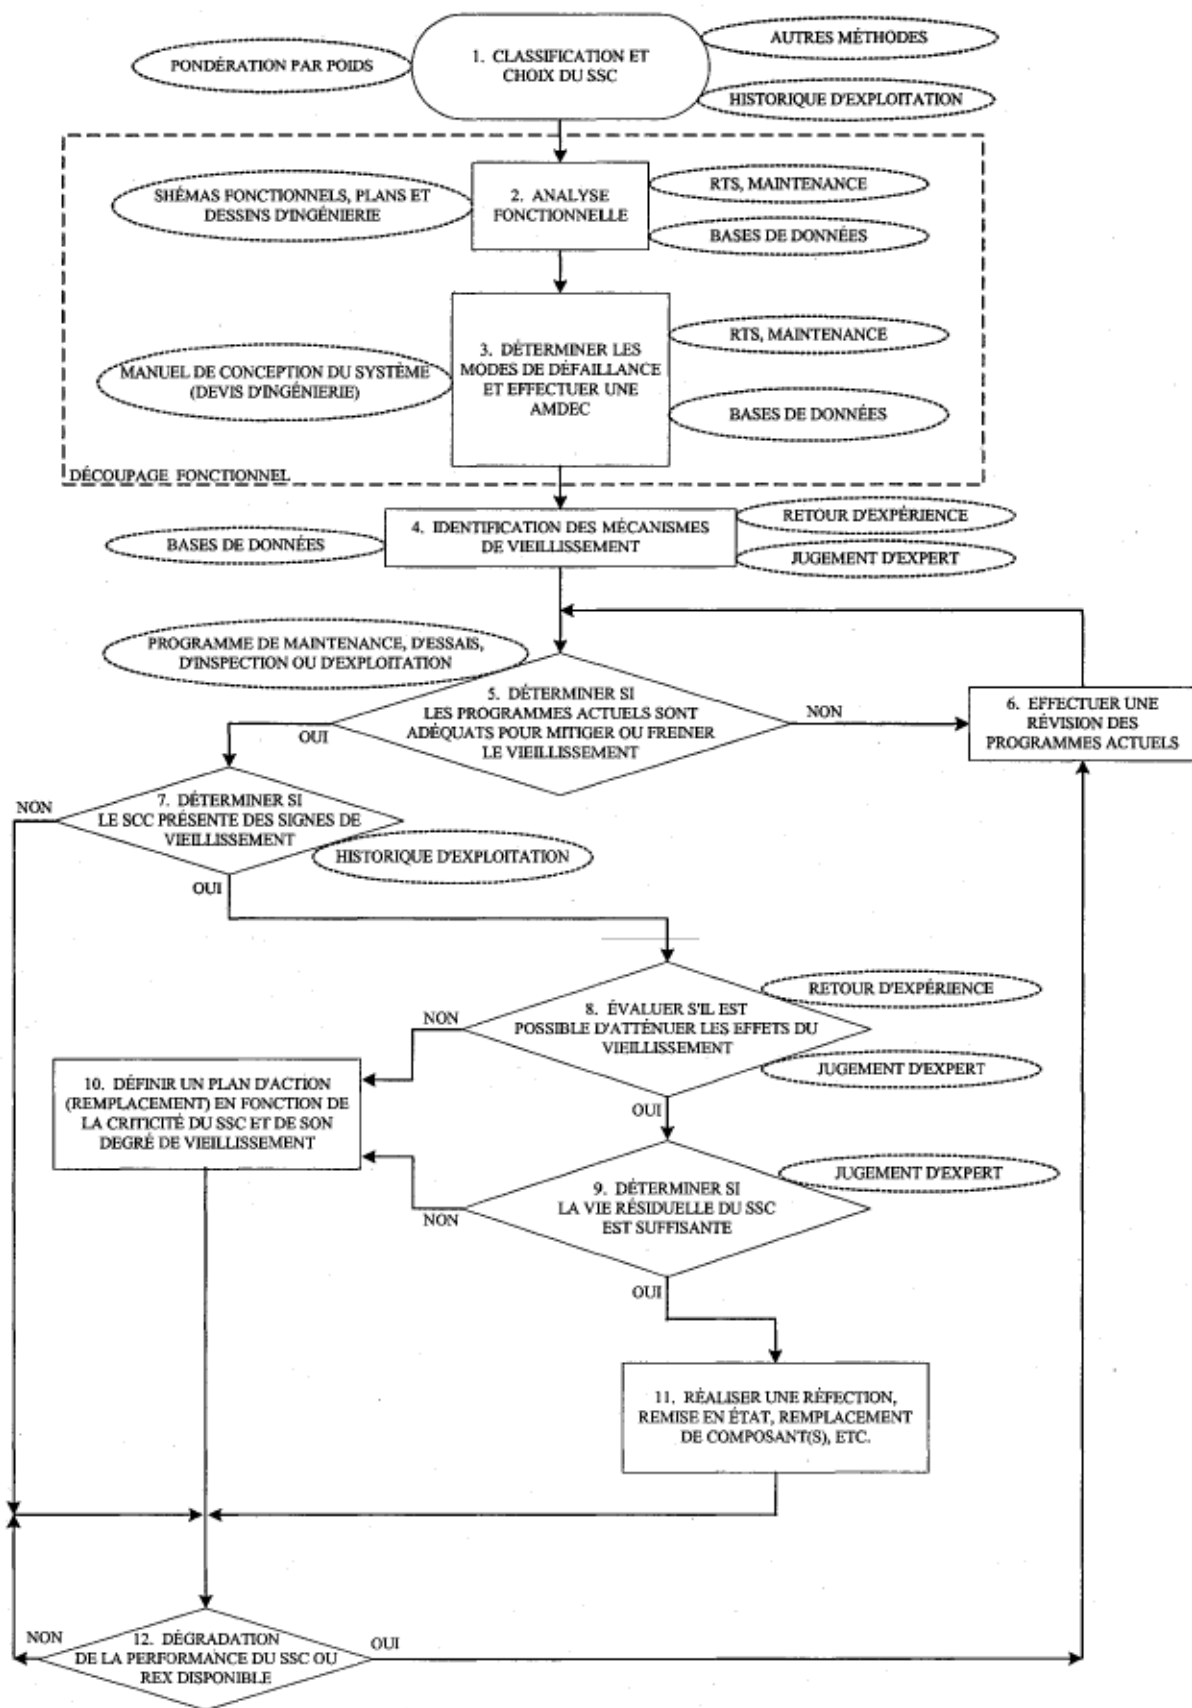 PONDÉRATION PAR POIDS
1. CLASSIFICATION ET
CHOIX DU SSC
AUTRES MÉTHODES
HISTORIQUE D'EXPLOITATION
SHÉMAS FONCTIONNELS, PLANS ET
DESSINS D'INGÉNIERIE
2. ANALYSE
FONCTIONNELLE
RTS, MAINTENANCE
BASES DE DONNÉES
MANUEL DE CONCEPTION DU SYSTÈME
(DEVIS D'INGÉNIERIE)
3. DÉTERMINER LES
MODES DE DÉFAILLANCE
ET EFFECTUER UNE
AMDEC
RTS, MAINTENANCE
BASES DE DONNÉES
DÉCOUPAGE FONCTIONNEL
BASES DE DONNÉES
4. IDENTIFICATION DES MÉCANISMES
DE VIEILLISSEMENT
RETOUR D'EXPÉRIENCE
JUGEMENT D'EXPERT
PROGRAMME DE MAINTENANCE, D'ESSAIS,
D'INSPECTION OU D'EXPLOITATION
5. DÉTERMINER SI
LES PROGRAMMES ACTUELS SONT
ADÉQUATS POUR MITIGER OU FREINER
LE VIEILLISSEMENT
OUI
NON
6. EFFECTUER UNE
RÉVISION DES
PROGRAMMES ACTUELS
NON
7. DÉTERMINER SI
LE SCC PRÉSENTE DES SIGNES DE
VIEILLISSEMENT
HISTORIQUE D'EXPLOITATION
OUI
8. ÉVALUER S'IL EST
POSSIBLE D'ATTÉNUER LES EFFETS DU
VIEILLISSEMENT
RETOUR D'EXPÉRIENCE
JUGEMENT D'EXPERT
NON
OUI
10. DÉFINIR UN PLAN D'ACTION
(REMPLACEMENT) EN FONCTION DE
LA CRITICITÉ DU SSC ET DE SON
DEGRÉ DE VIEILLISSEMENT
9. DÉTERMINER SI
LA VIE RÉSIDUELLE DU SSC
EST SUFFISANTE
JUGEMENT D'EXPERT
NON
OUI
11. RÉALISER UNE RÉFECTION,
REMISE EN ÉTAT, REMPLACEMENT
DE COMPOSANT(S), ETC.
NON
12. DÉGRADATION
DE LA PERFORMANCE DU SSC OU
REX DISPONIBLE
OUI